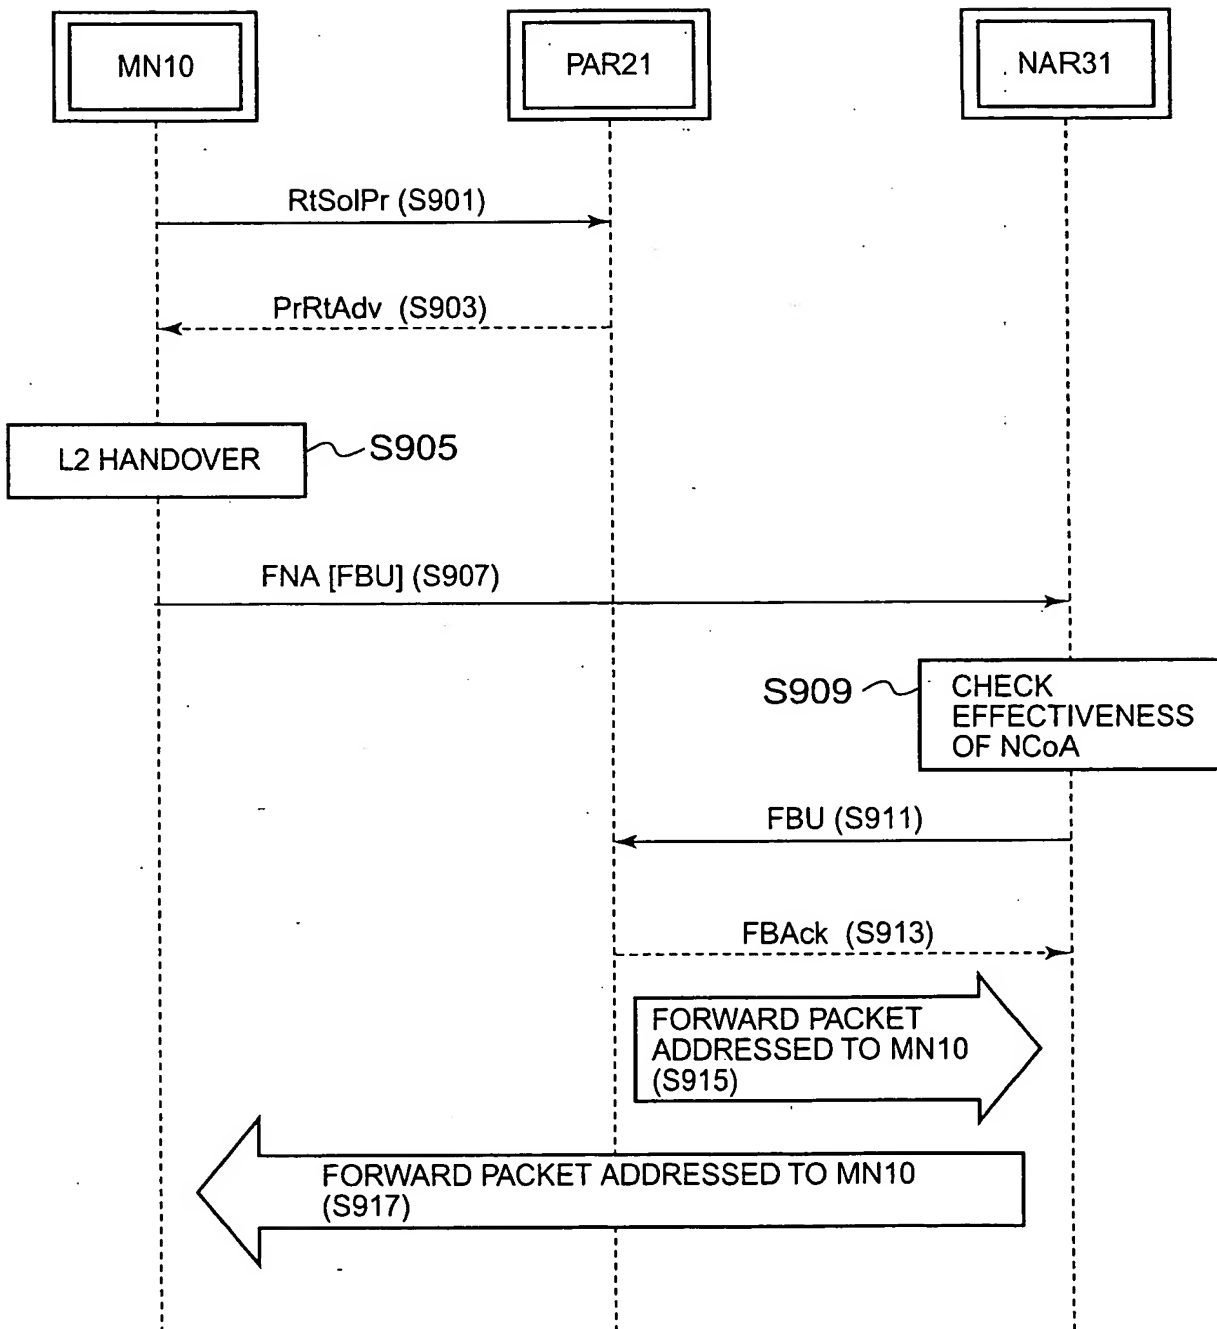 MN10
PAR21
NAR31
RtSolPr (S901)
PrRtAdv (S903)
L2 HANDOVER
S905
FNA [FBU] (S907)
S909
CHECK
EFFECTIVENESS
OF NCoA
FBU (S911)
FBAck (S913)
FORWARD PACKET
ADDRESSED TO MN10
(S915)
FORWARD PACKET ADDRESSED TO MN10
(S917)